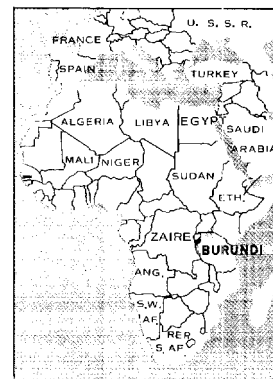 U. S. S. R.
FRANCE
SPAIN
TURKEY
ALGERIA
LIBYA
EGYPT
SAUDI
ARABIA
MALI
NIGER
SUDAN
ETH.
ZAIRE
BURUNDI
ANG.
S.W.
AF.
REP.
S. AF.